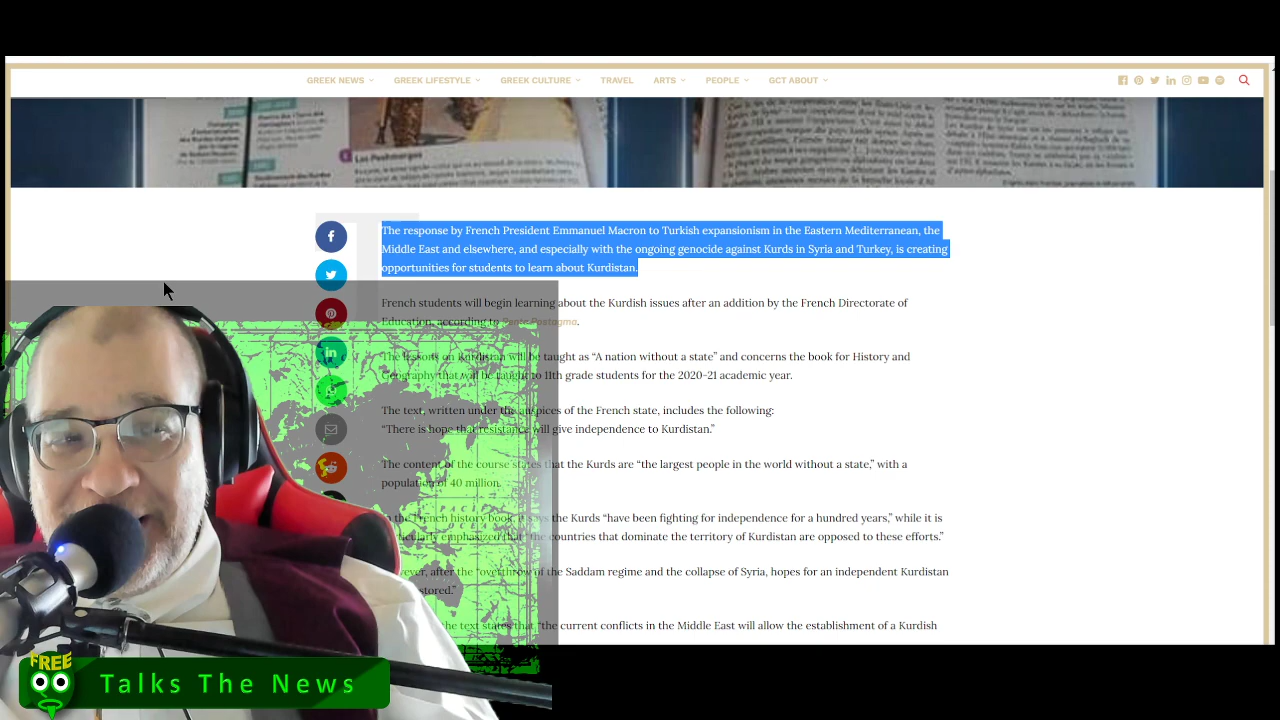 GREEK NEWS GREEK LIFESTYLE GREEK CULTURE TRAVEL ARTS PEOPLE GCT ABOUT
Les Peshmergas
The response by French President Emmanuel Macron to Turkish expansionism in the Eastern Mediterranean, the
Middle East and elsewhere, and especially with the ongoing genocide against Kurds in Syria and Turkey, is creating
opportunities for students to learn about Kurdistan.
French students will begin learning about the Kurdish issues after an addition by the French Directorate of
Education, according to Pente Postagma.
The lessons on Kurdistan will be taught as “A nation without a state” and concerns the book for History and
Geography that will be taught to 11th grade students for the 2020-21 academic year.
The text, written under the auspices of the French state, includes the following:
“There is hope that resistance will give independence to Kurdistan.”
The content of the course states that the Kurds are “the largest people in the world without a state,” with a
population of 40 million.
the French history book, it says the Kurds “have been fighting for independence for a hundred years,” while it is
emphasized that “the countries that dominate the territory of Kurdistan are opposed to these efforts.”
after the “overthrow of the Saddam regime and the collapse of Syria, hopes for an independent Kurdistan
stored.”
the text states that “the current conflicts in the Middle East will allow the establishment of a Kurdish
PACIFIC
FREE
Talks The News